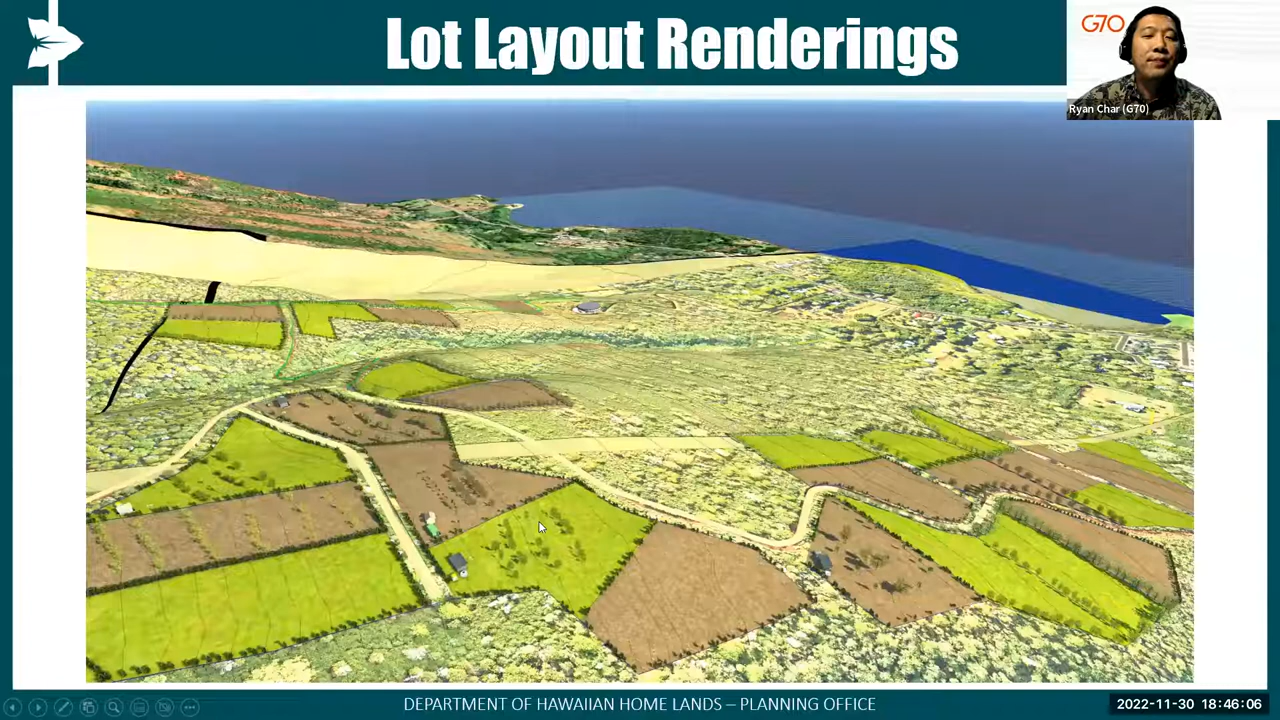 Lot Layout Renderings
G70
Ryan Char (G70)
DEPARTMENT OF HAWAIIAN HOME LANDS – PLANNING OFFICE
2022-11-30 18:46:06